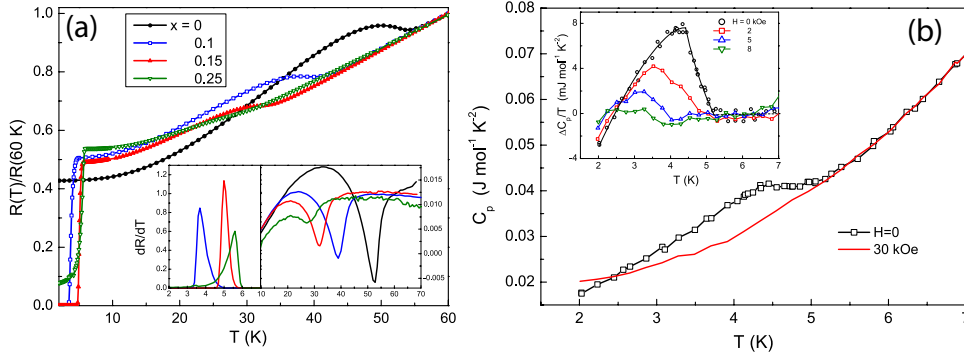 (a)
x = 0
0.1
0.15
0.25
R(T)/R(60 K)
1.0
0.8
0.6
0.4
0.2
0.0
10 20 30 40 50 60
T (K)
dR/dT
1.2
1.0
0.8
0.6
0.4
0.2
0.0
2 3 4 5 6 7
10 20 30 40 50 60 70
0.015
0.010
0.005
0.000
-0.005
(b)
C_p (J mol⁻¹ K⁻²)
0.08
0.07
0.06
0.05
0.04
0.03
0.02
2 3 4 5 6 7
T (K)
H=0
30 kOe
ΔC_p/T (mJ mol⁻¹ K⁻²)
8
4
0
-4
1 2 3 4 5 6 7
T (K)
H = 0 kOe
2
5
8